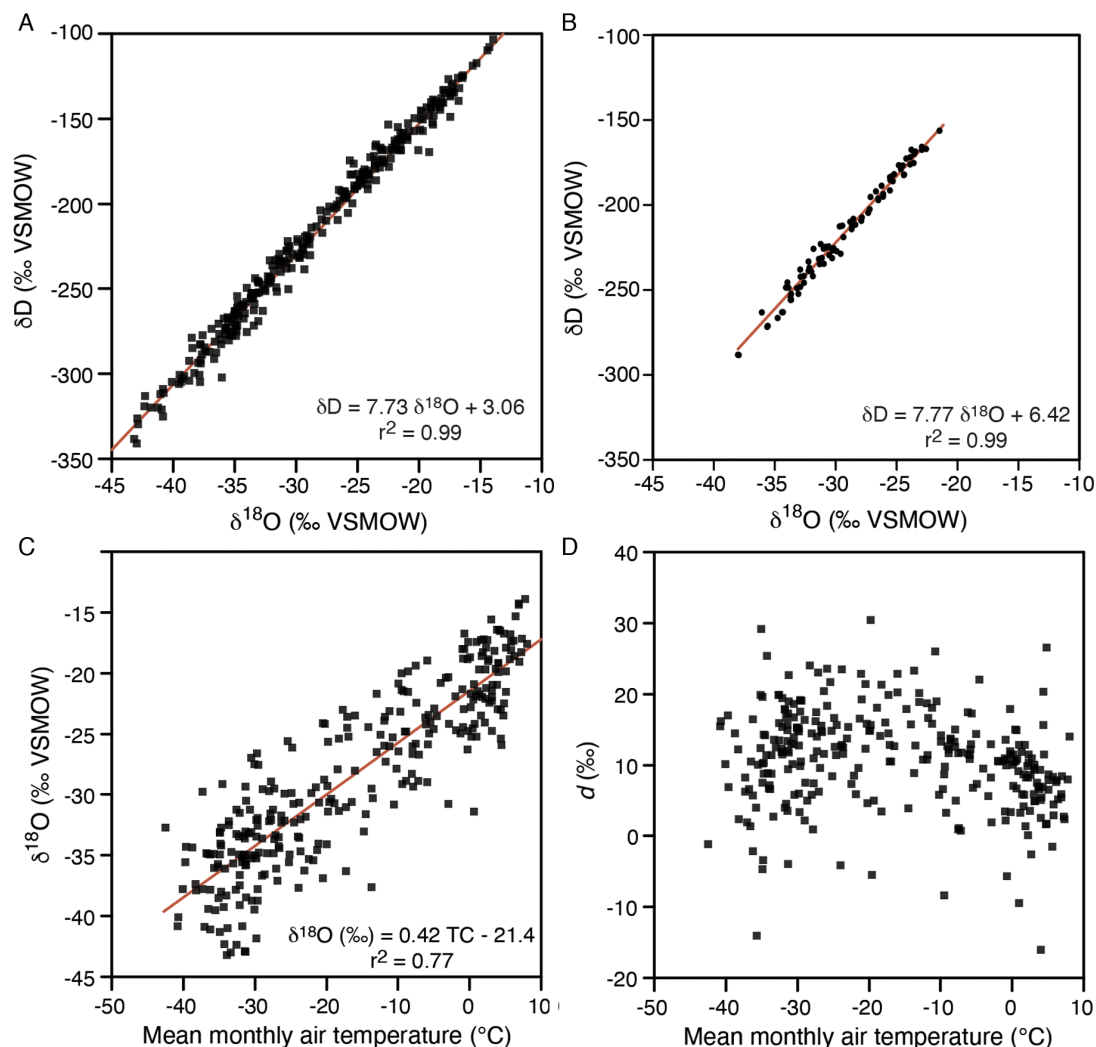 A
-100
-150
-200
-250
-300
-350
δD (‰ VSMOW)
δD = 7.73 δ¹⁸O + 3.06
r² = 0.99
-45 -40 -35 -30 -25 -20 -15 -10
δ¹⁸O (‰ VSMOW)
B
-100
-150
-200
-250
-300
-350
δD (‰ VSMOW)
δD = 7.77 δ¹⁸O + 6.42
r² = 0.99
-45 -40 -35 -30 -25 -20 -15 -10
δ¹⁸O (‰ VSMOW)
C
-15
-20
-25
-30
-35
-40
-45
δ¹⁸O (‰ VSMOW)
δ¹⁸O (‰) = 0.42 TC - 21.4
r² = 0.77
-50 -40 -30 -20 -10 0 10
Mean monthly air temperature (°C)
D
40
30
20
10
0
-10
-20
d (‰)
-50 -40 -30 -20 -10 0 10
Mean monthly air temperature (°C)